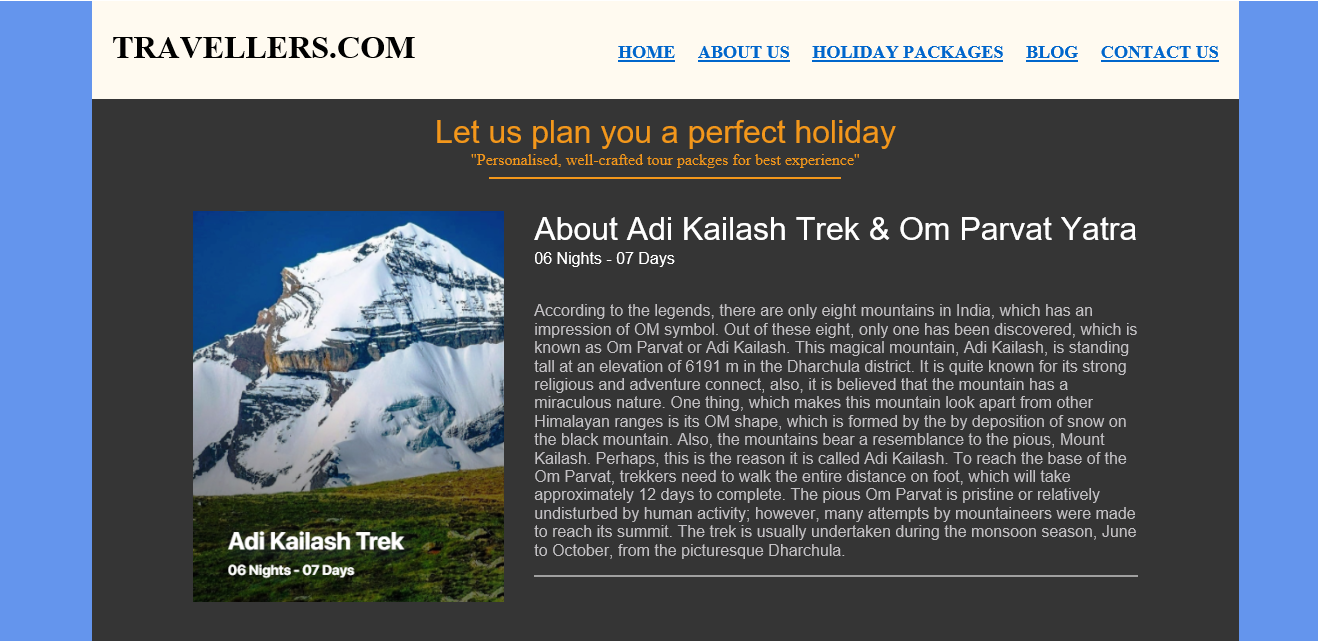 TRAVELLERS.COM
HOME ABOUT US HOLIDAY PACKAGES BLOG CONTACT US
Let us plan you a perfect holiday
"Personalised, well-crafted tour packges for best experience"
About Adi Kailash Trek & Om Parvat Yatra
06 Nights - 07 Days
According to the legends, there are only eight mountains in India, which has an
impression of OM symbol. Out of these eight, only one has been discovered, which is
known as Om Parvat or Adi Kailash. This magical mountain, Adi Kailash, is standing
tall at an elevation of 6191 m in the Dharchula district. It is quite known for its strong
religious and adventure connect, also, it is believed that the mountain has a
miraculous nature. One thing, which makes this mountain look apart from other
Himalayan ranges is its OM shape, which is formed by the by deposition of snow on
the black mountain. Also, the mountains bear a resemblance to the pious, Mount
Kailash. Perhaps, this is the reason it is called Adi Kailash. To reach the base of the
Om Parvat, trekkers need to walk the entire distance on foot, which will take
approximately 12 days to complete. The pious Om Parvat is pristine or relatively
undisturbed by human activity; however, many attempts by mountaineers were made
to reach its summit. The trek is usually undertaken during the monsoon season, June
to October, from the picturesque Dharchula.
Adi Kailash Trek
06 Nights - 07 Days